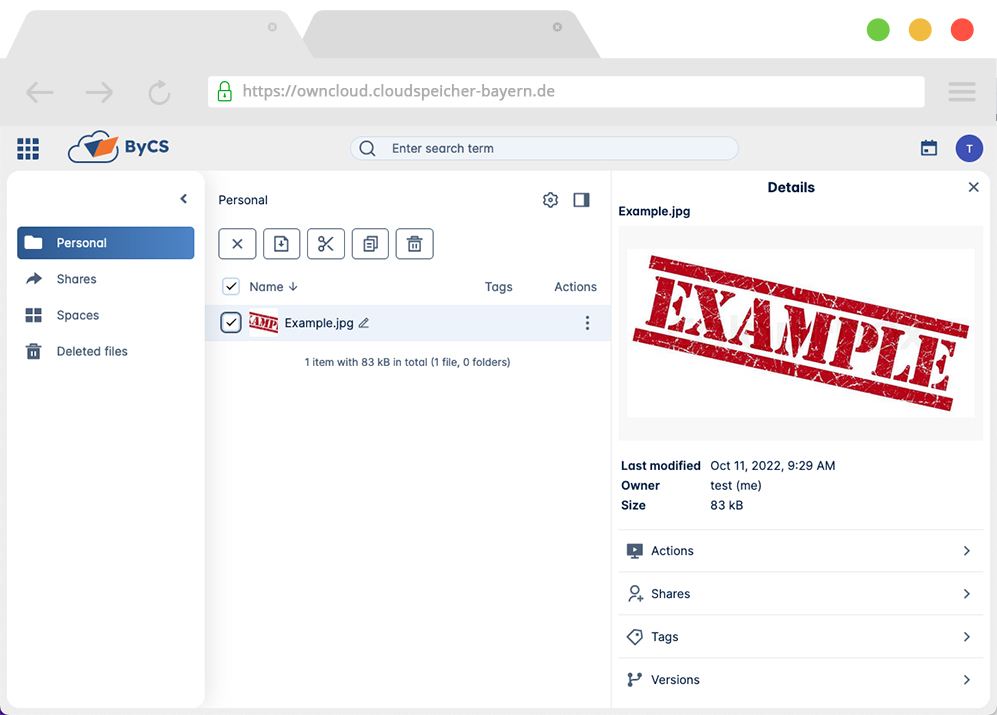 https://owncloud.cloudspeicher-bayern.de
ByCS
Enter search term
T
Personal
Shares
Spaces
Deleted files
Personal
Name
Tags
Actions
AMP
Example.jpg
1 item with 83 kB in total (1 file, 0 folders)
Details
Example.jpg
EXAMPLE
Last modified Oct 11, 2022, 9:29 AM
Owner test (me)
Size 83 kB
Actions
Shares
Tags
Versions